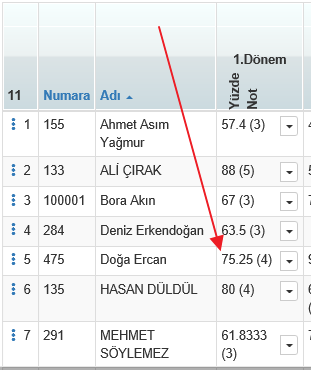 1.Dönem
11 Numara Adı Yüzde Not
1 155 Ahmet Asım 57.4 (3)
Yağmur
2 133 ALİ ÇIRAK 88 (5)
3 100001 Bora Akın 67 (3)
4 284 Deniz Erkendoğan 63.5 (3)
5 475 Doğa Ercan 75.25 (4)
6 135 HASAN DÜLDÜL 80 (4)
7 291 MEHMET 61.8333
SÖYLEMEZ (3)